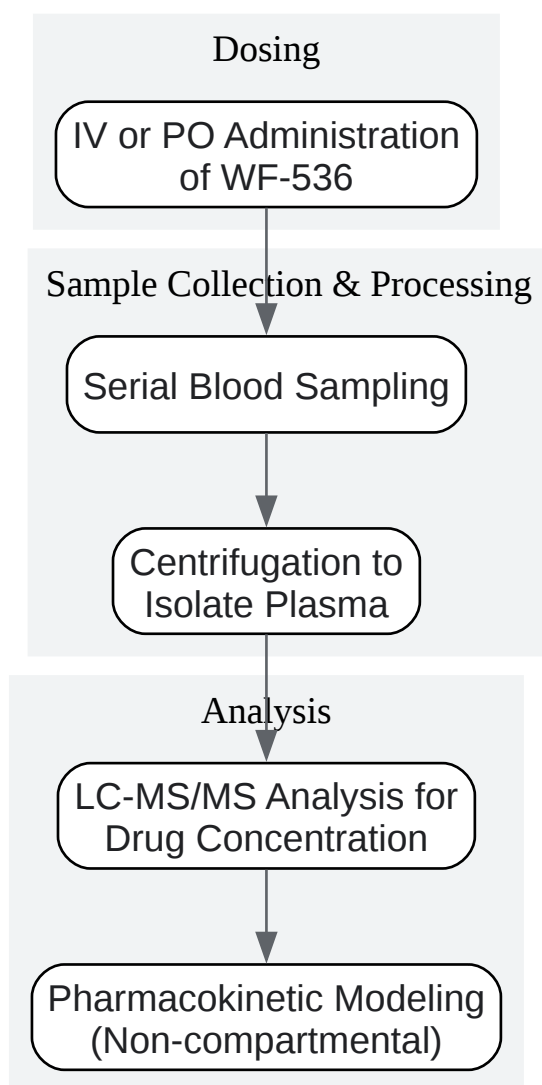 Dosing
IV or PO Administration
of WF-536
Sample Collection & Processing
Serial Blood Sampling
Centrifugation to
Isolate Plasma
Analysis
LC-MS/MS Analysis for
Drug Concentration
Pharmacokinetic Modeling
(Non-compartmental)